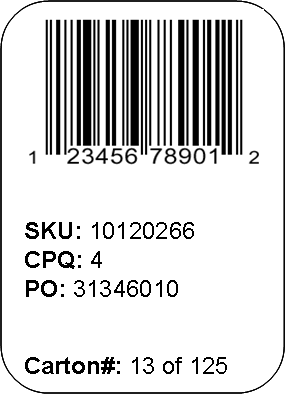 1 23456 78901 2
SKU: 10120266
CPQ: 4
PO: 31346010
Carton#: 13 of 125